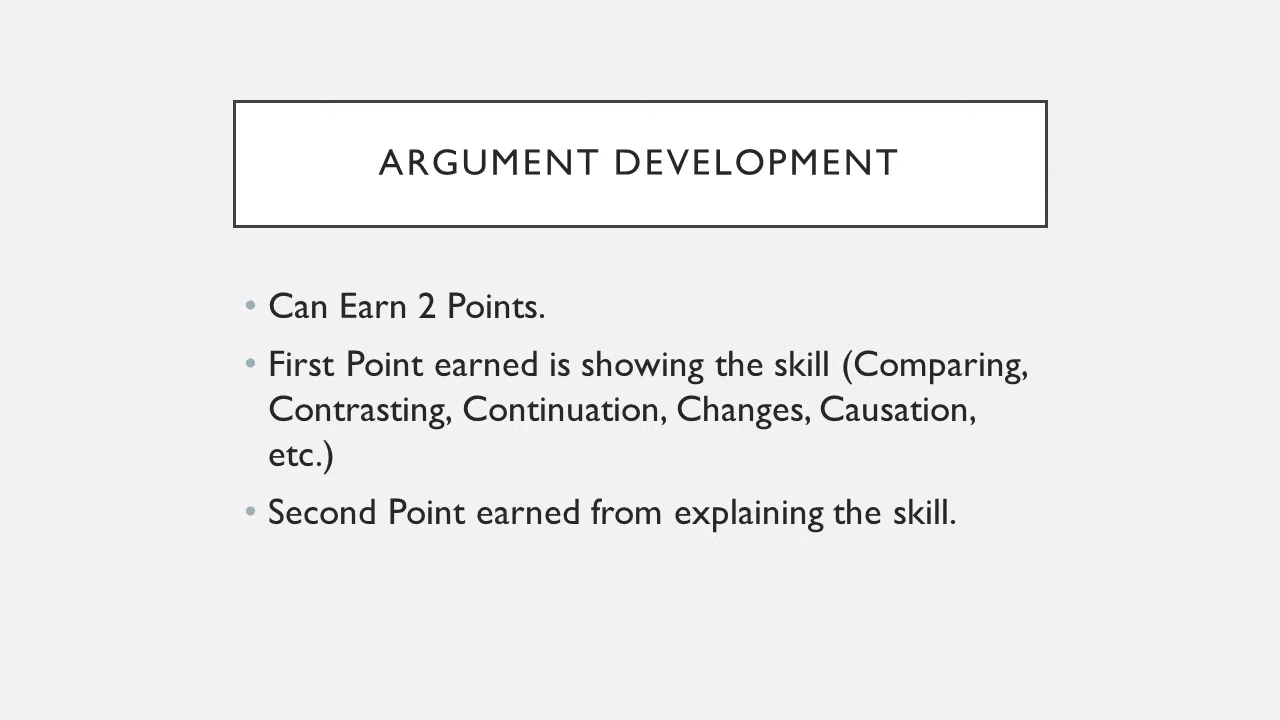 ARGUMENT DEVELOPMENT
• Can Earn 2 Points.
• First Point earned is showing the skill (Comparing,
Contrasting, Continuation, Changes, Causation,
etc.)
• Second Point earned from explaining the skill.